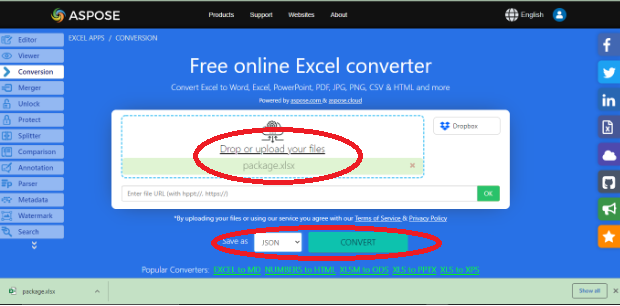 ASPOSE
Products Support Websites About
English
EXCEL APPS / CONVERSION
Editor
Viewer
Conversion
Merger
Unlock
Protect
Splitter
Comparison
Annotation
Parser
Metadata
Watermark
Search
Free online Excel converter
Convert Excel to Word, Excel, PowerPoint, PDF, JPG, PNG, CSV & HTML and more
Powered by aspose.com & aspose.cloud
Drop or upload your files
package.xlsx
Dropbox
Enter file URL (with hppt://, https://)
OK
*By uploading your files or using our service you agree with our Terms of Service & Privacy Policy
Save as JSON CONVERT
Popular Converters: EXCEL to MD NUMBERS to HTML XLSM to ODS XLS to PPTX XLS to XPS
package.xlsx
Show all